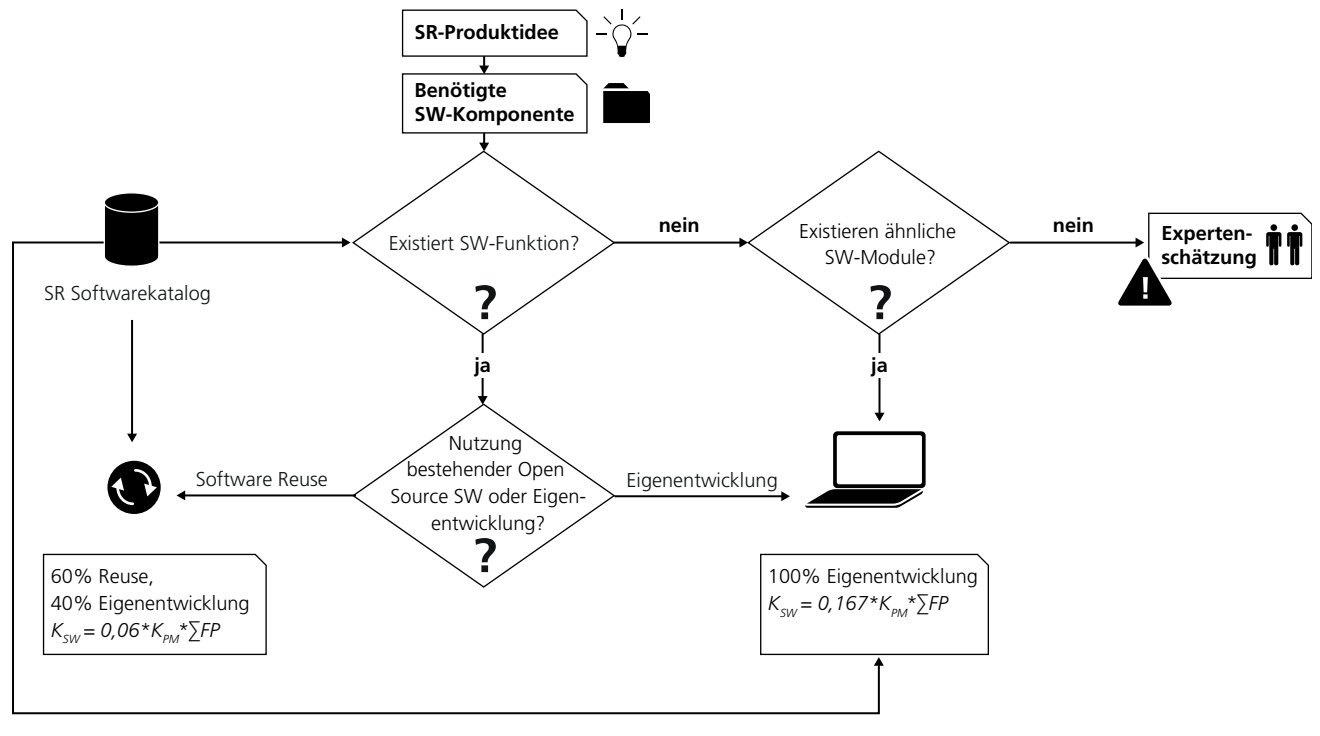 SR-Produktidee
Benötigte
SW-Komponente
Existiert SW-Funktion?
?
nein
Existieren ähnliche
SW-Module?
?
nein
Experten-
schätzung
!
SR Softwarekatalog
ja
ja
Nutzung
bestehender Open
Source SW oder Eigen-
entwicklung?
?
Software Reuse
Eigenentwicklung
60% Reuse,
40% Eigenentwicklung
K_SW = 0,06*K_PM*∑FP
100% Eigenentwicklung
K_SW = 0,167*K_PM*∑FP